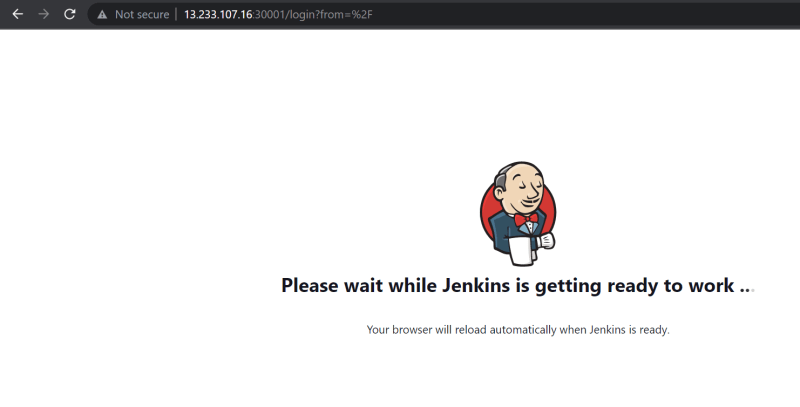 Not secure | 13.233.107.16:30001/login?from=%2F
Please wait while Jenkins is getting ready to work ...
Your browser will reload automatically when Jenkins is ready.